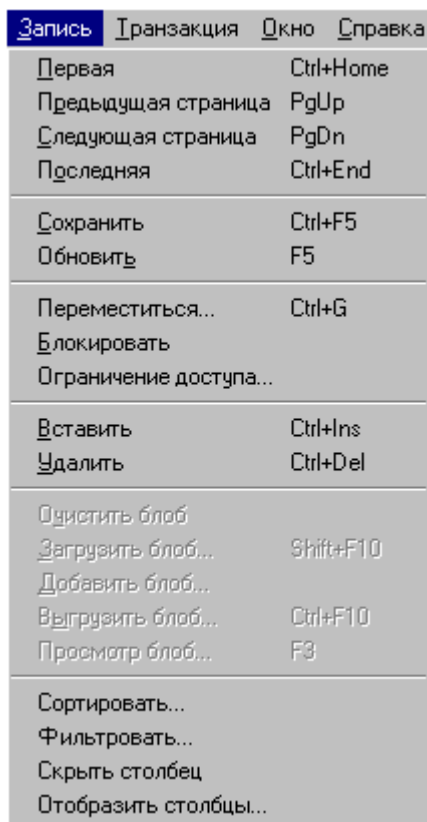 Запись Транзакция Окно Справка
Первая Ctrl+Home
Предыдущая страница PgUp
Следующая страница PgDn
Последняя Ctrl+End
Сохранить Ctrl+F5
Обновить F5
Переместиться... Ctrl+G
Блокировать
Ограничение доступа...
Вставить Ctrl+Ins
Удалить Ctrl+Del
Очистить блоб
Загрузить блоб... Shift+F10
Добавить блоб...
Выгрузить блоб... Ctrl+F10
Просмотр блоб... F3
Сортировать...
Фильтровать...
Скрыть столбец
Отобразить столбцы...